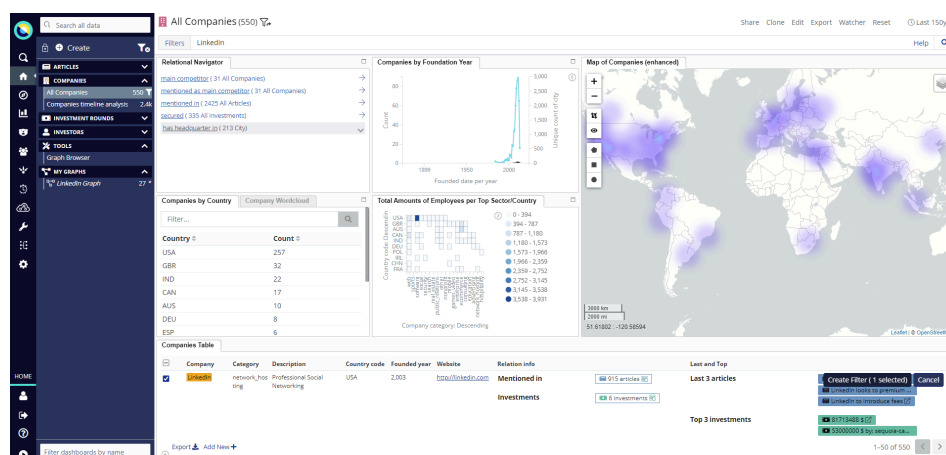 Search all data
All Companies (550)
Share Clone Edit Export Watcher Reset Last 150y
Create
Filters LinkedIn
Help
ARTICLES
COMPANIES
All Companies 550
Companies timeline analysis 2.4k
INVESTMENT ROUNDS
INVESTORS
TOOLS
Graph Browser
MY GRAPHS
Linkedin Graph 27 *
HOME
Filter dashboards by name
Relational Navigator
main competitor ( 31 All Companies)
mentioned as main competitor ( 31 All Companies)
mentioned in ( 2425 All Articles)
secured ( 335 All Investments)
has headquarter in ( 213 City)
Companies by Foundation Year
80
60
40
20
0
Count
3,000
2,500
2,000
1,500
1,000
500
0
Unique count of city
1899 1950 2000
Founded date per year
Map of Companies (enhanced)
3000 km
2000 mi
51.61802 : -120.58594
Leaflet | © OpenStreetM
Companies by Country Company Wordcloud
Filter...
Country Count
USA 257
GBR 32
IND 22
CAN 17
AUS 10
DEU 8
ESP 6
Total Amounts of Employees per Top Sector/Country
Country code: Descendin
USA
GBR
AUS
CAN
IND
DEU
POL
IRL
CHN
FRA
Company category: Descending
0 - 394
394 - 787
787 - 1,180
1,180 - 1,573
1,573 - 1,966
1,966 - 2,359
2,359 - 2,752
2,752 - 3,145
3,145 - 3,538
3,538 - 3,931
Companies Table
Company Category Description Country code Founded year Website Relation info Last and Top
LinkedIn network_hosting Professional Social Networking USA 2,003 http://linkedin.com Mentioned in 915 articles Last 3 articles
Create Filter ( 1 selected) Cancel
LinkedIn looks to premium ...
LinkedIn to introduce fees
Investments 6 investments
Top 3 investments
81713488 $
53000000 $ by: sequoia-ca...
Export Add New +
1–50 of 550